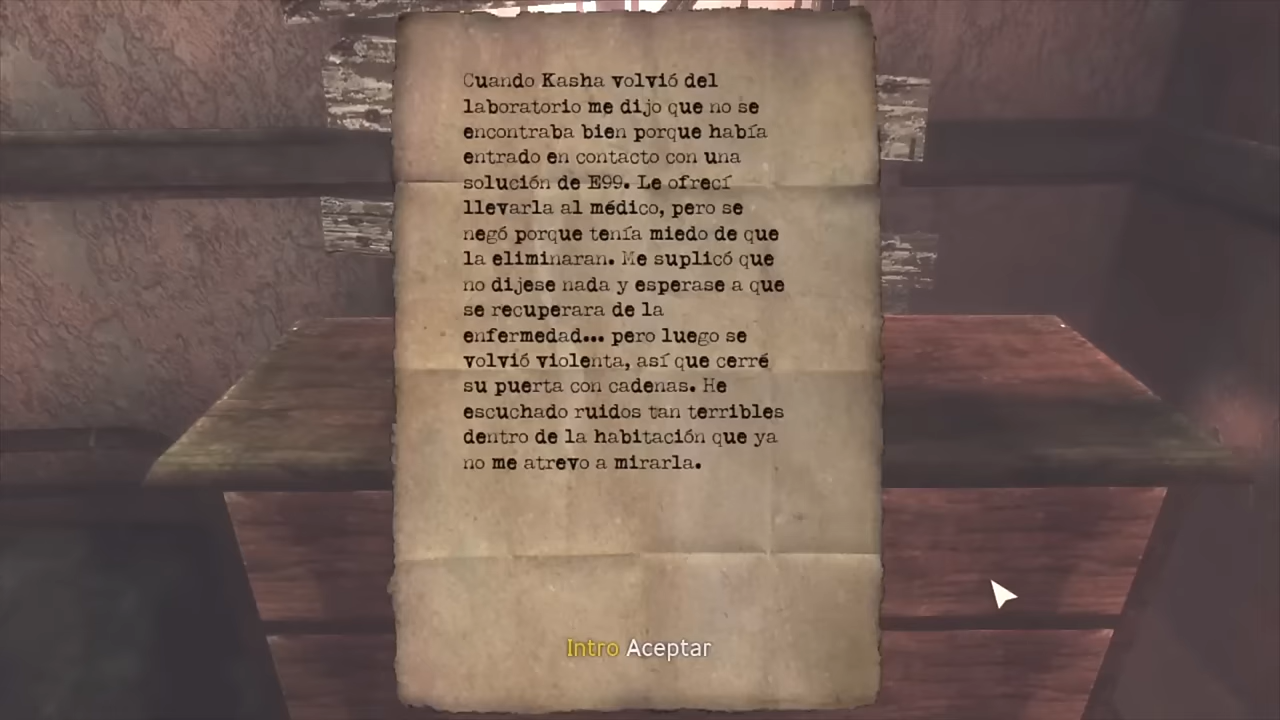 Cuando Kasha volvió del
laboratorio me dijo que no se
encontraba bien porque había
entrado en contacto con una
solución de E99. Le ofrecí
llevarla al médico, pero se
negó porque tenía miedo de que
la eliminaran. Me suplicó que
no dijese nada y esperase a que
se recuperara de la
enfermedad... pero luego se
volvió violenta, así que cerré
su puerta con cadenas. He
escuchado ruidos tan terribles
dentro de la habitación que ya
no me atrevo a mirarla.
Intro Aceptar